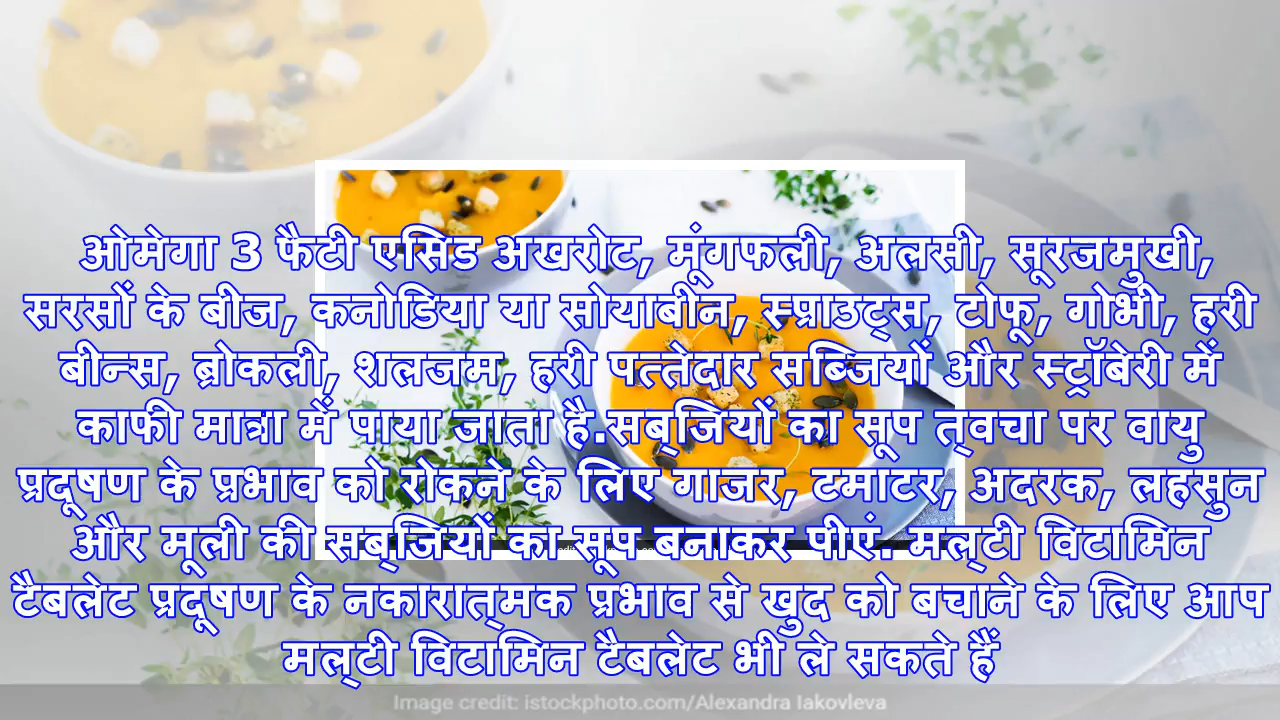 ओमेगा 3 फैटी एसिड अखरोट, मूंगफली, अलसी, सूरजमुखी,
सरसों के बीज, कनोडिया या सोयाबीन, स्प्राउट्स, टोफू, गोभी, हरी
बीन्स, ब्रोकली, शलजम, हरी पत्तेदार सब्जियों और स्ट्रॉबेरी में
काफी मात्रा में पाया जाता है.सब्जियों का सूप त्वचा पर वायु
प्रदूषण के प्रभाव को रोकने के लिए गाजर, टमाटर, अदरक, लहसुन
और मूली की सब्जियों का सूप बनाकर पीएं. मल्टी विटामिन
टैबलेट प्रदूषण के नकारात्मक प्रभाव से खुद को बचाने के लिए आप
मल्टी विटामिन टैबलेट भी ले सकते हैं
Image credit: istockphoto.com/Alexandra Iakovleva